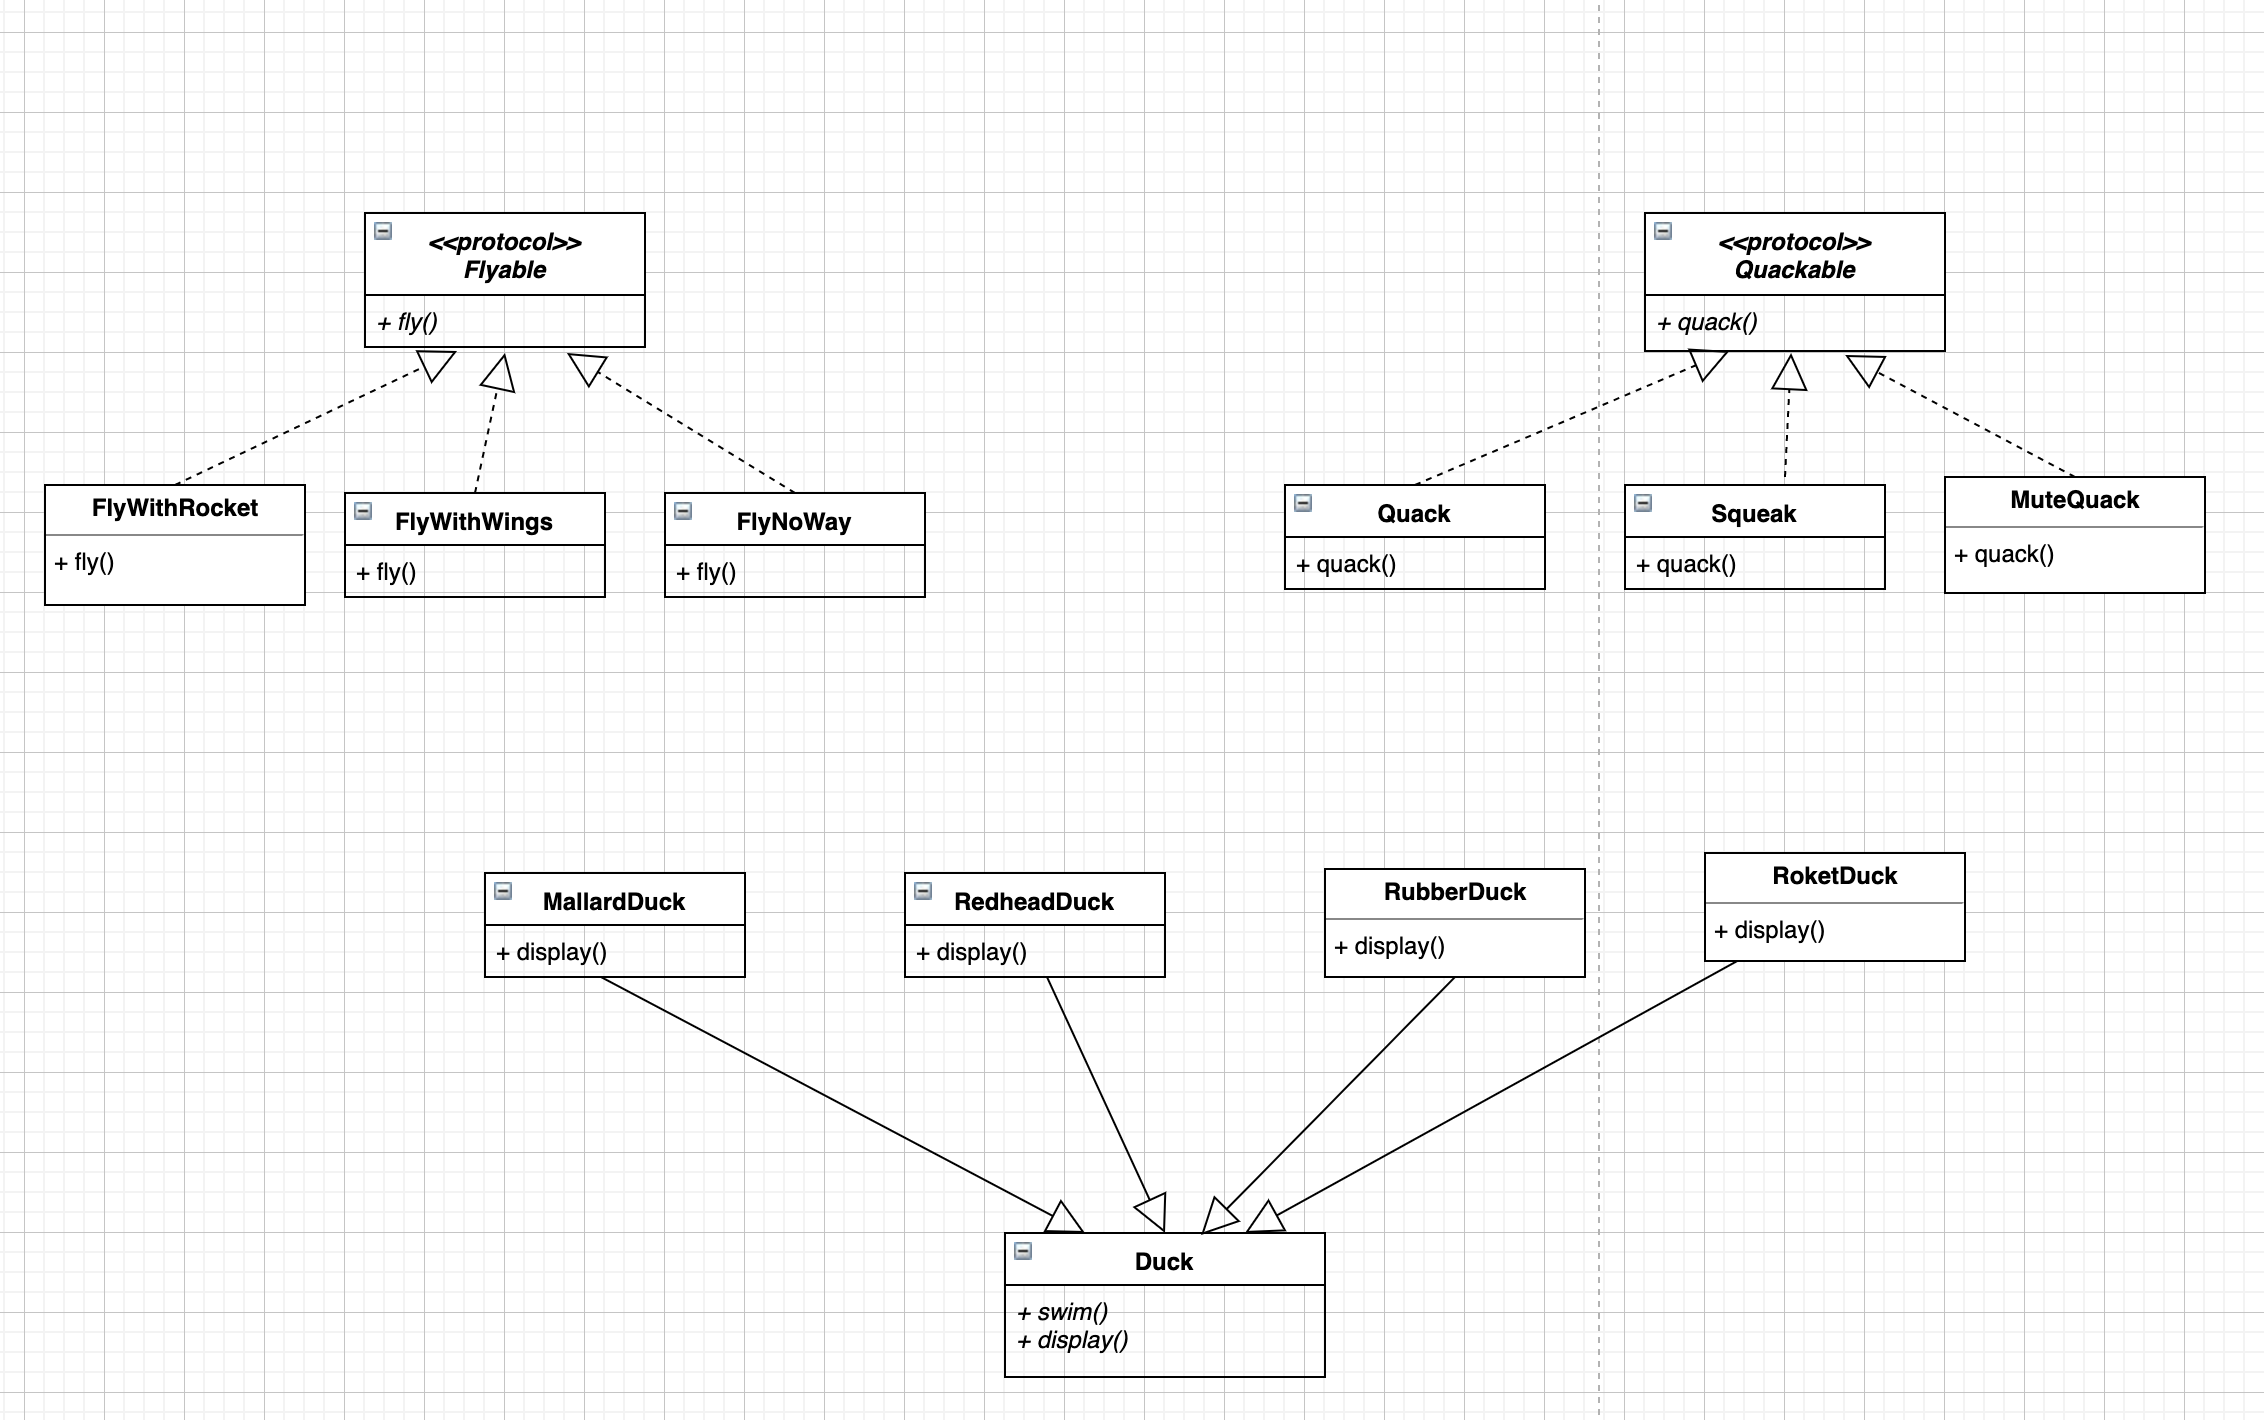 <<protocol>>
Flyable
+ fly()
<<protocol>>
Quackable
+ quack()
FlyWithRocket
+ fly()
FlyWithWings
+ fly()
FlyNoWay
+ fly()
Quack
+ quack()
Squeak
+ quack()
MuteQuack
+ quack()
MallardDuck
+ display()
RedheadDuck
+ display()
RubberDuck
+ display()
RoketDuck
+ display()
Duck
+ swim()
+ display()